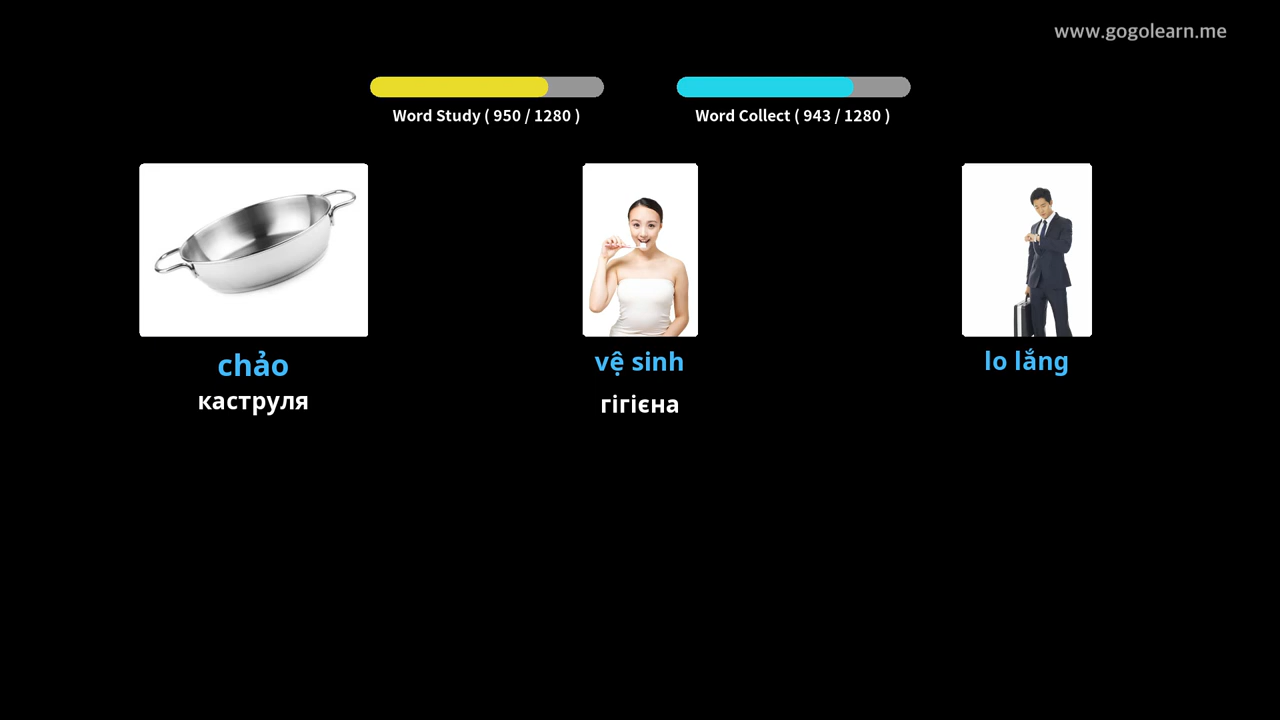 www.gogolearn.me
Word Study ( 950 / 1280 )
Word Collect ( 943 / 1280 )
chảo
каструля
vệ sinh
гігієна
lo lắng